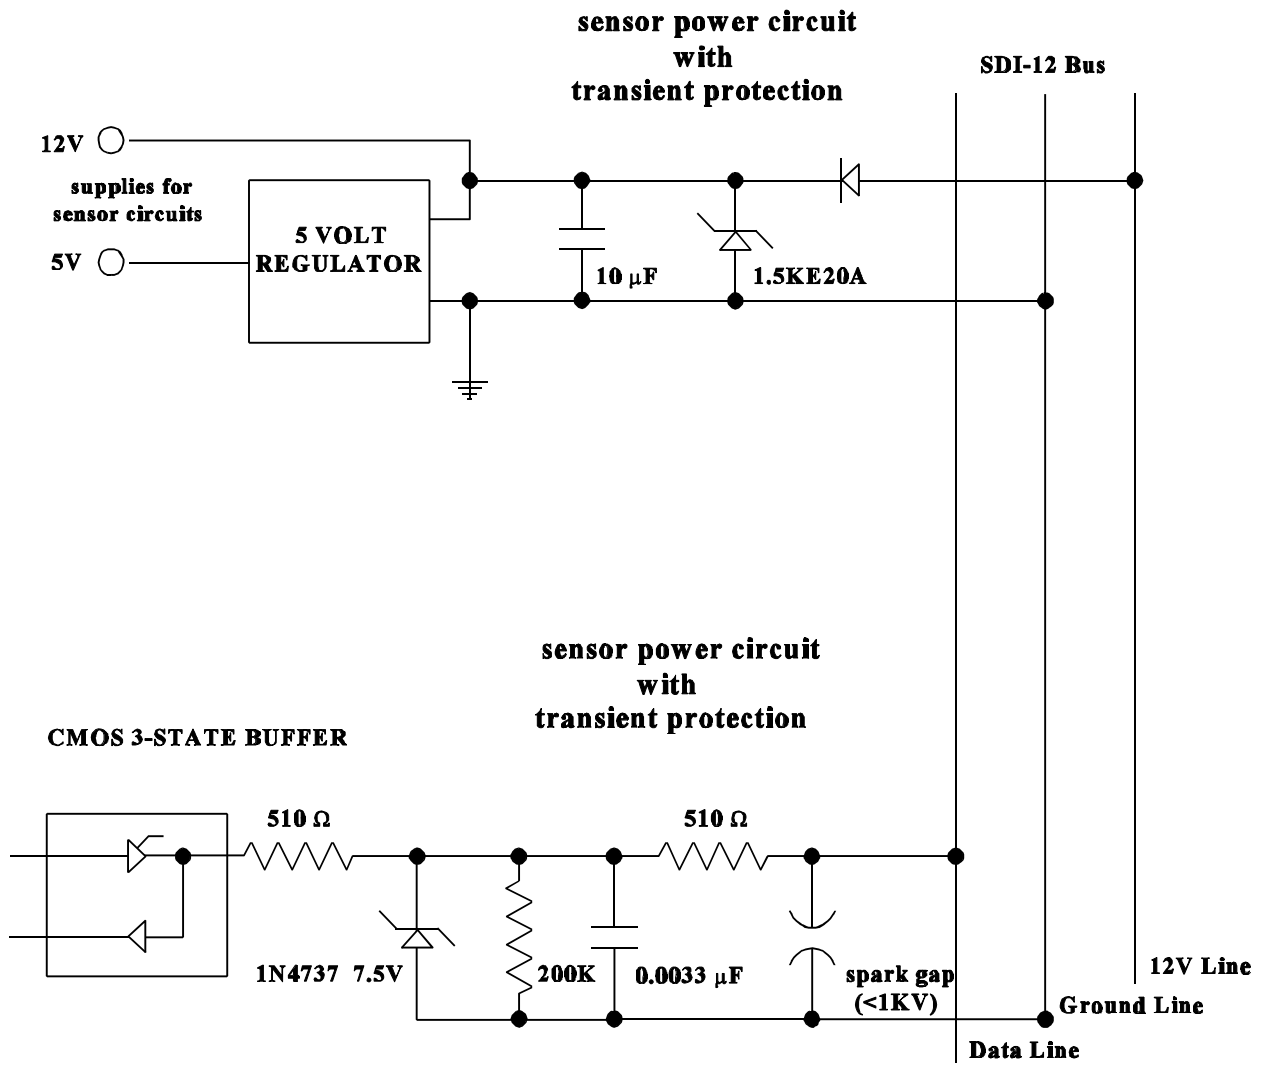 sensor power circuit
with
transient protection
SDI-12 Bus
12V
supplies for
sensor circuits
5V
5 VOLT
REGULATOR
10 µF
1.5KE20A
sensor power circuit
with
transient protection
CMOS 3-STATE BUFFER
510 Ω
510 Ω
1N4737 7.5V
200K
0.0033 µF
spark gap
(<1KV)
12V Line
Ground Line
Data Line